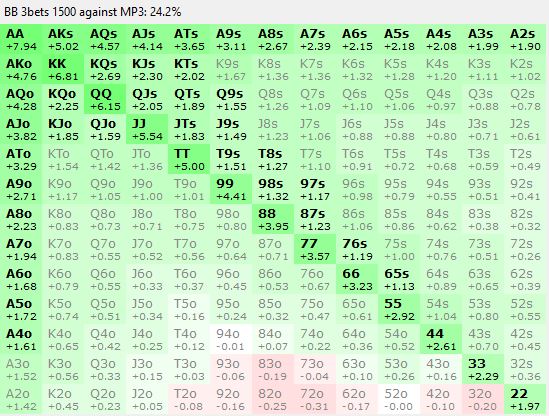 BB 3bets 1500 against MP3: 24.2%
AA AKs AQs AJs ATs A9s A8s A7s A6s A5s A4s A3s A2s
+7.94 +5.02 +4.57 +4.14 +3.65 +3.11 +2.67 +2.39 +2.15 +2.18 +2.08 +1.99 +1.90
AKo KK KQs KJs KTs K9s K8s K7s K6s K5s K4s K3s K2s
+4.76 +6.81 +2.69 +2.30 +2.02 +1.67 +1.36 +1.36 +1.32 +1.28 +1.20 +1.11 +1.02
AQo KQo QQ QJs QTs Q9s Q8s Q7s Q6s Q5s Q4s Q3s Q2s
+4.28 +2.25 +6.15 +2.05 +1.89 +1.55 +1.26 +1.09 +1.10 +1.06 +0.97 +0.88 +0.78
AJo KJo QJo JJ JTs J9s J8s J7s J6s J5s J4s J3s J2s
+3.82 +1.85 +1.59 +5.54 +1.83 +1.49 +1.23 +1.06 +0.88 +0.88 +0.80 +0.71 +0.61
ATo KTo QTo JTo TT T9s T8s T7s T6s T5s T4s T3s T2s
+3.29 +1.54 +1.42 +1.36 +5.00 +1.51 +1.27 +1.10 +0.91 +0.72 +0.68 +0.59 +0.49
A9o K9o Q9o J9o T9o 99 98s 97s 96s 95s 94s 93s 92s
+2.71 +1.17 +1.05 +1.00 +1.01 +4.41 +1.32 +1.17 +0.98 +0.79 +0.55 +0.51 +0.41
A8o K8o Q8o J8o T8o 98o 88 87s 86s 85s 84s 83s 82s
+2.23 +0.83 +0.73 +0.71 +0.75 +0.80 +3.95 +1.23 +1.06 +0.86 +0.62 +0.38 +0.32
A7o K7o Q7o J7o T7o 97o 87o 77 76s 75s 74s 73s 72s
+1.94 +0.83 +0.55 +0.52 +0.56 +0.64 +0.71 +3.57 +1.19 +1.00 +0.76 +0.51 +0.26
A6o K6o Q6o J6o T6o 96o 86o 76o 66 65s 64s 63s 62s
+1.68 +0.79 +0.55 +0.33 +0.36 +0.45 +0.53 +0.67 +3.23 +1.13 +0.90 +0.65 +0.40
A5o K5o Q5o J5o T5o 95o 85o 75o 65o 55 54s 53s 52s
+1.72 +0.74 +0.51 +0.34 +0.16 +0.24 +0.32 +0.47 +0.61 +2.92 +1.04 +0.80 +0.55
A4o K4o Q4o J4o T4o 94o 84o 74o 64o 54o 44 43s 42s
+1.61 +0.65 +0.42 +0.25 +0.12 -0.01 +0.07 +0.22 +0.36 +0.52 +2.61 +0.70 +0.45
A3o K3o Q3o J3o T3o 93o 83o 73o 63o 53o 43o 33 32s
+1.52 +0.56 +0.33 +0.15 +0.03 -0.06 -0.19 -0.04 +0.10 +0.26 +0.16 +2.29 +0.36
A2o K2o Q2o J2o T2o 92o 82o 72o 62o 52o 42o 32o 22
+1.42 +0.45 +0.23 +0.05 -0.08 -0.16 -0.25 -0.31 -0.17 -0.00 -0.10 -0.20 +1.97